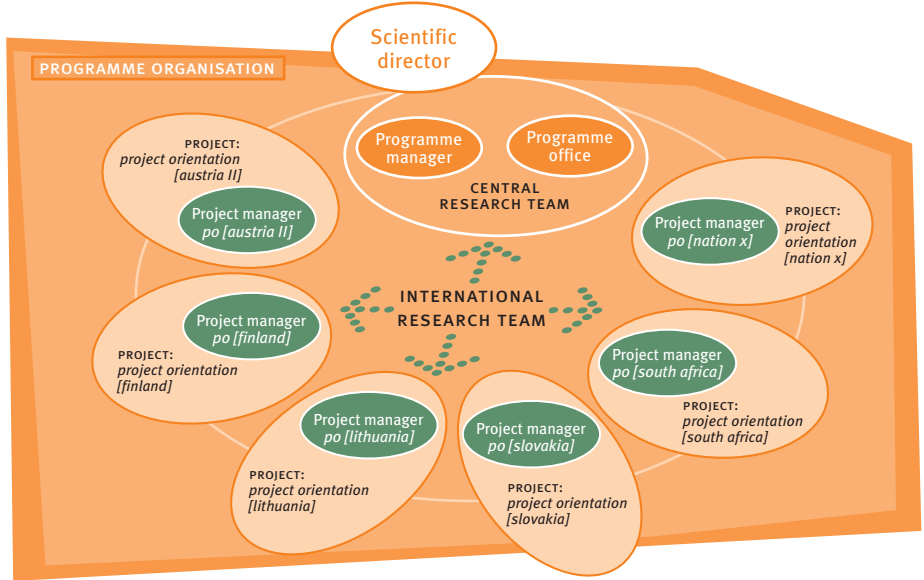 Scientific
director
PROGRAMME ORGANISATION
Programme
manager
Programme
office
CENTRAL
RESEARCH TEAM
PROJECT:
project orientation
[austria II]
Project manager
po [austria II]
Project manager
po [nation x]
PROJECT:
project
orientation
[nation x]
INTERNATIONAL
RESEARCH TEAM
Project manager
po [finland]
PROJECT:
project orientation
[finland]
Project manager
po [south africa]
PROJECT:
project orientation
[south africa]
Project manager
po [lithuania]
PROJECT:
project orientation
[lithuania]
Project manager
po [slovakia]
PROJECT:
project orientation
[slovakia]